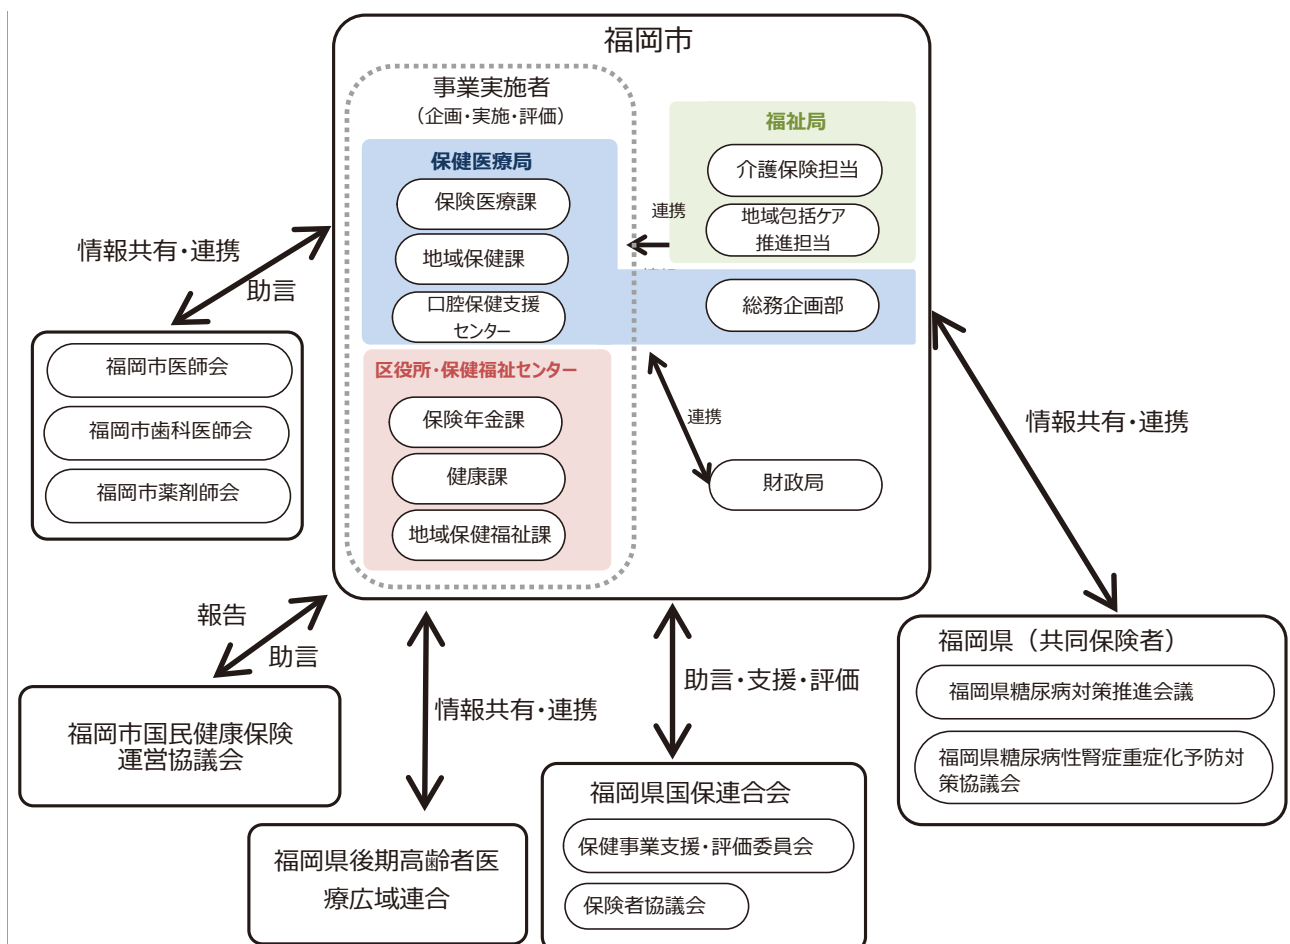 福岡市
事業実施者
（企画・実施・評価）
保健医療局
保険医療課
地域保健課
口腔保健支援
センター
区役所・保健福祉センター
保険年金課
健康課
地域保健福祉課
福祉局
介護保険担当
地域包括ケア
推進担当
連携
総務企画部
連携
財政局
情報共有・連携
助言
福岡市医師会
福岡市歯科医師会
福岡市薬剤師会
報告
助言
福岡市国民健康保険
運営協議会
情報共有・連携
福岡県後期高齢者医
療広域連合
助言・支援・評価
福岡県国保連合会
保健事業支援・評価委員会
保険者協議会
情報共有・連携
福岡県（共同保険者）
福岡県糖尿病対策推進会議
福岡県糖尿病性腎症重症化予防対
策協議会